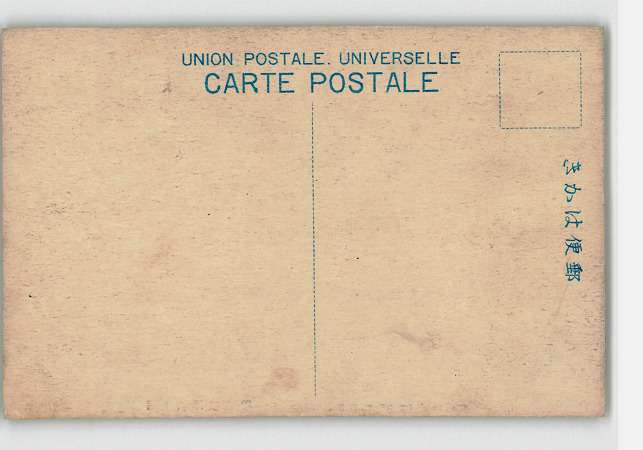 UNION POSTALE. UNIVERSELLE
CARTE POSTALE
郵便はかき